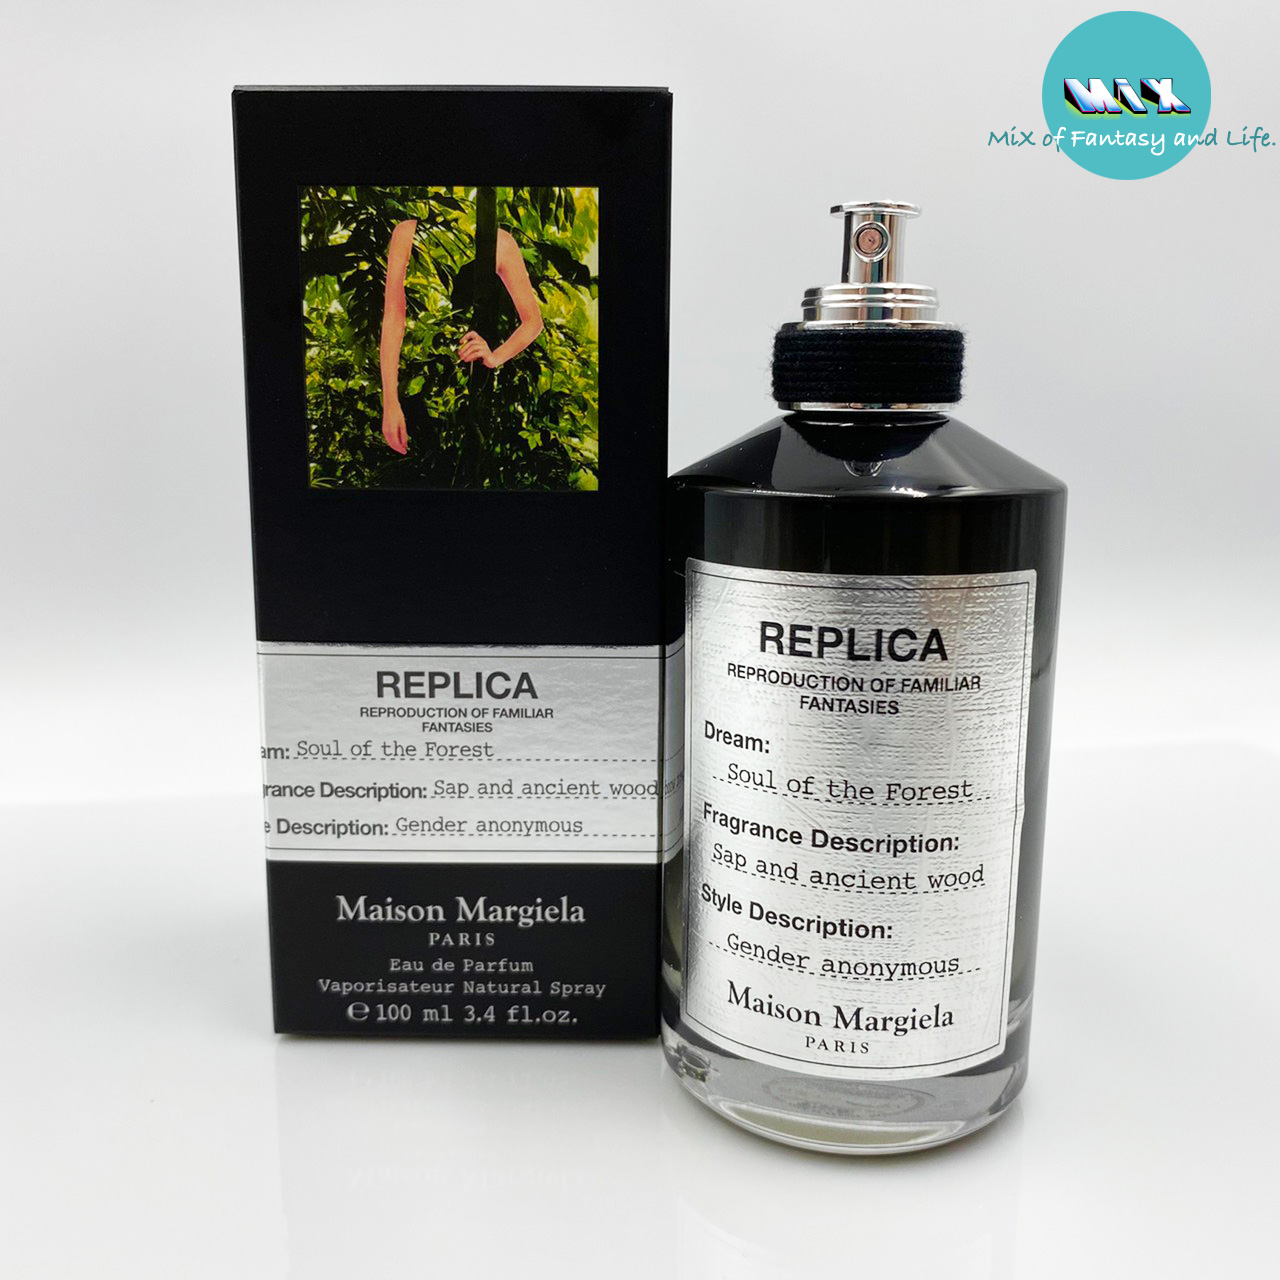 MiX
MiX of Fantasy and Life.
REPLICA
REPRODUCTION OF FAMILIAR
FANTASIES
am: Soul of the Forest
grance Description: Sap and ancient wood
e Description: Gender anonymous
Maison Margiela
PARIS
Eau de Parfum
Vaporisateur Natural Spray
℮ 100 ml 3.4 fl.oz.
REPLICA
REPRODUCTION OF FAMILIAR
FANTASIES
Dream:
Soul of the Forest
Fragrance Description:
Sap and ancient wood
Style Description:
Gender anonymous
Maison Margiela
PARIS